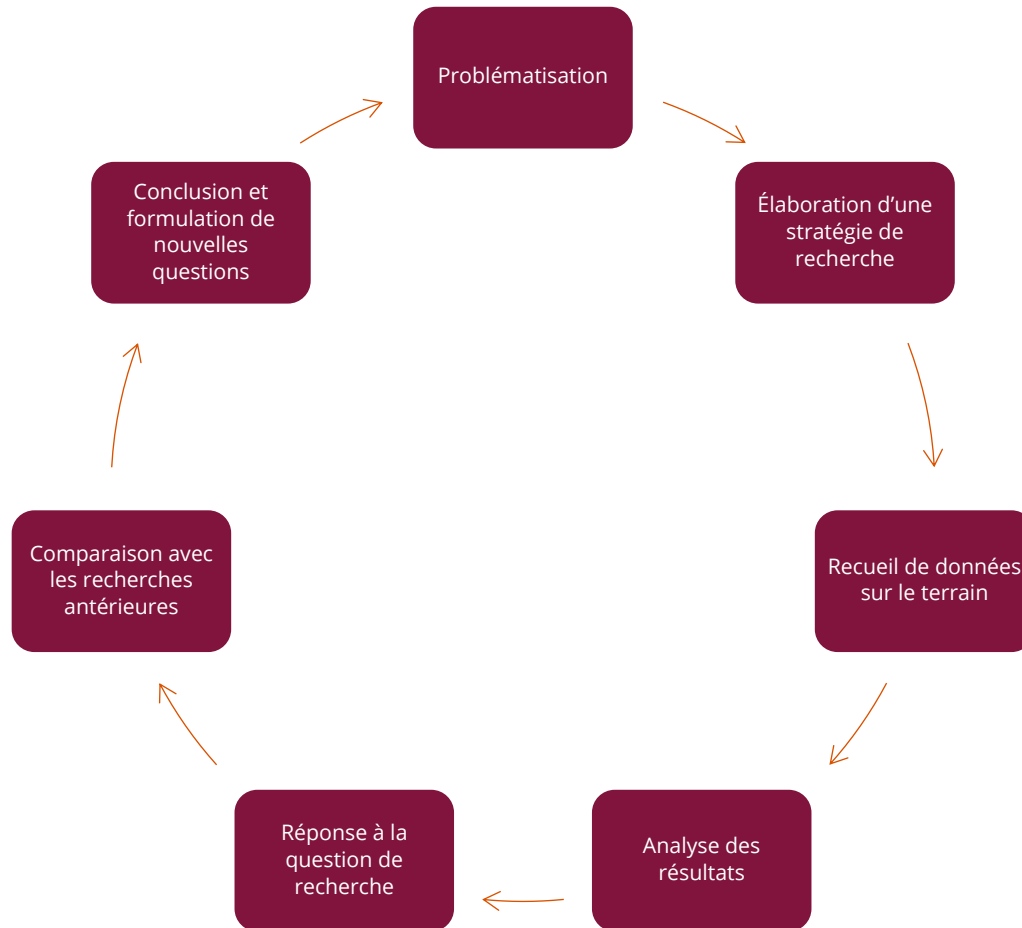 Problématisation
Élaboration d’une
stratégie de
recherche
Recueil de données
sur le terrain
Analyse des
résultats
Réponse à la
question de
recherche
Comparaison avec
les recherches
antérieures
Conclusion et
formulation de
nouvelles
questions